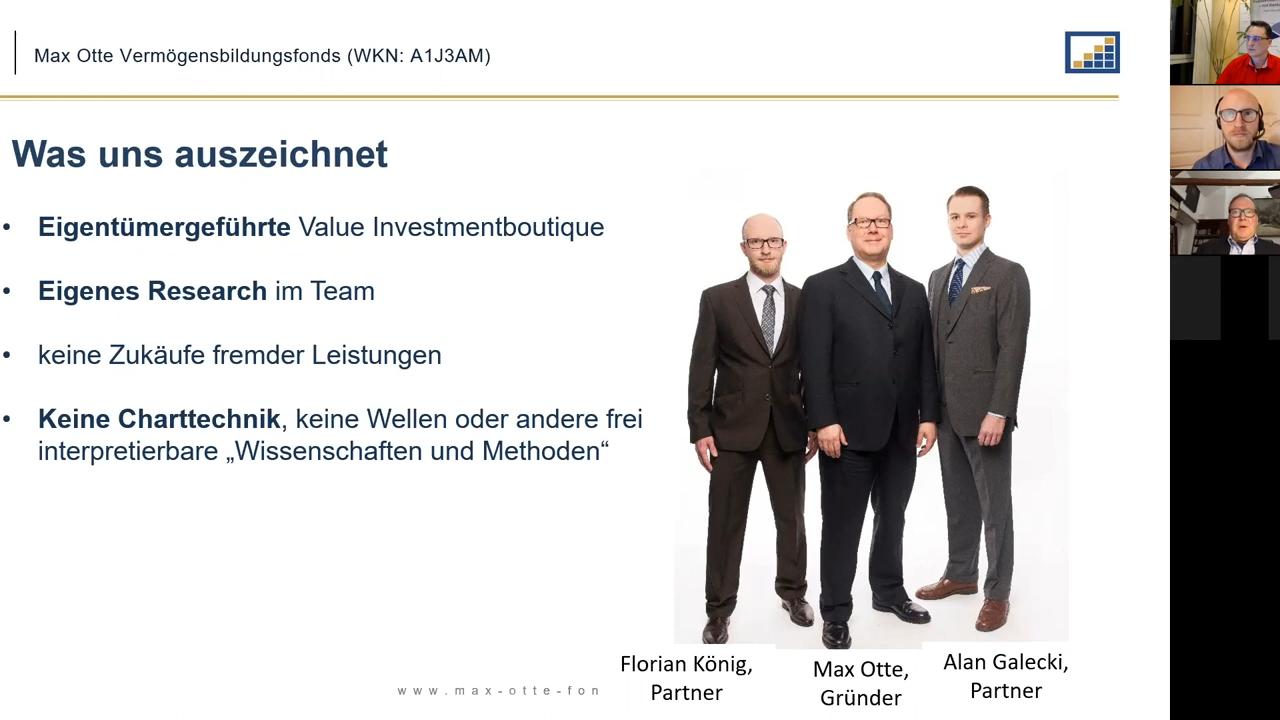 Max Otte Vermögensbildungsfonds (WKN: A1J3AM)
Was uns auszeichnet
• Eigentümergeführte Value Investmentboutique
• Eigenes Research im Team
• keine Zukäufe fremder Leistungen
• Keine Charttechnik, keine Wellen oder andere frei
interpretierbare „Wissenschaften und Methoden“
Florian König,
Partner
Max Otte,
Gründer
Alan Galecki,
Partner
www.max-otte-fon